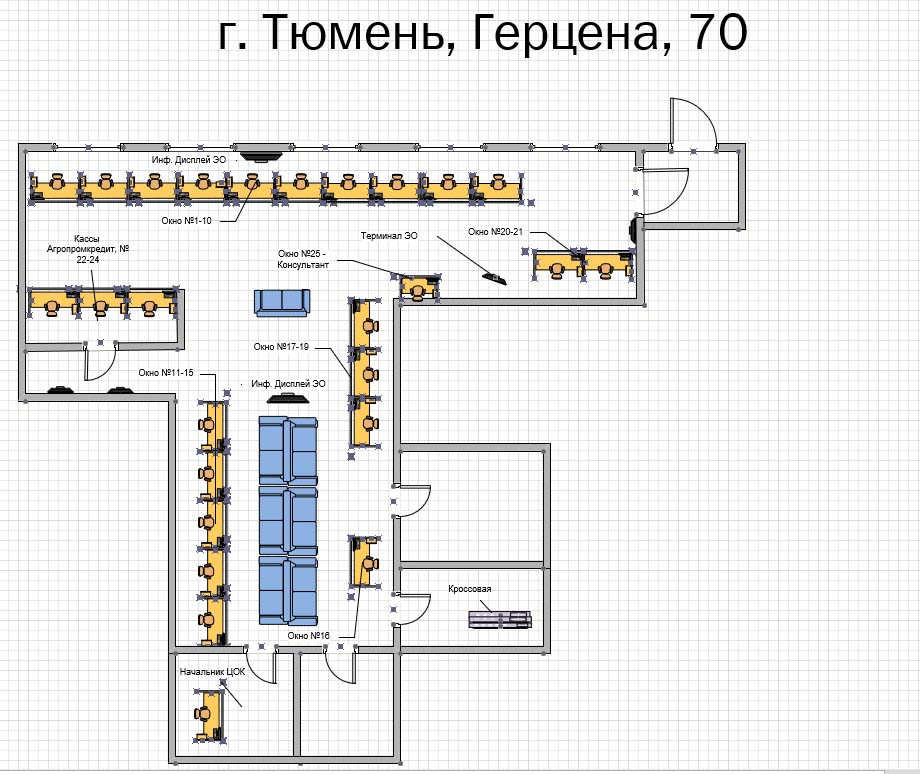 г. Тюмень, Герцена, 70
Инф. Дисплей ЭО
Окно №1-10
Терминал ЭО
Окно №20-21
Кассы
Агропромкредит, №
22-24
Окно №25 -
Консультант
Окно №17-19
Окно №11-15
Инф. Дисплей ЭО
Кроссовая
Окно №16
Начальник ЦОК